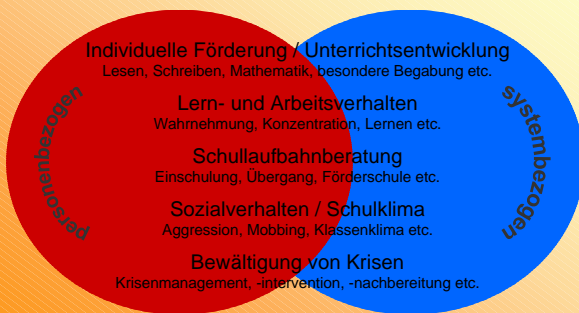 Individuelle Förderung / Unterrichtsentwicklung
Lesen, Schreiben, Mathematik, besondere Begabung etc.
Lern- und Arbeitsverhalten
Wahrnehmung, Konzentration, Lernen etc.
Schullaufbahnberatung
Einschulung, Übergang, Förderschule etc.
Sozialverhalten / Schulklima
Aggression, Mobbing, Klassenklima etc.
Bewältigung von Krisen
Krisenmanagement, -intervention, -nachbereitung etc.
personenbezogen
systembezogen